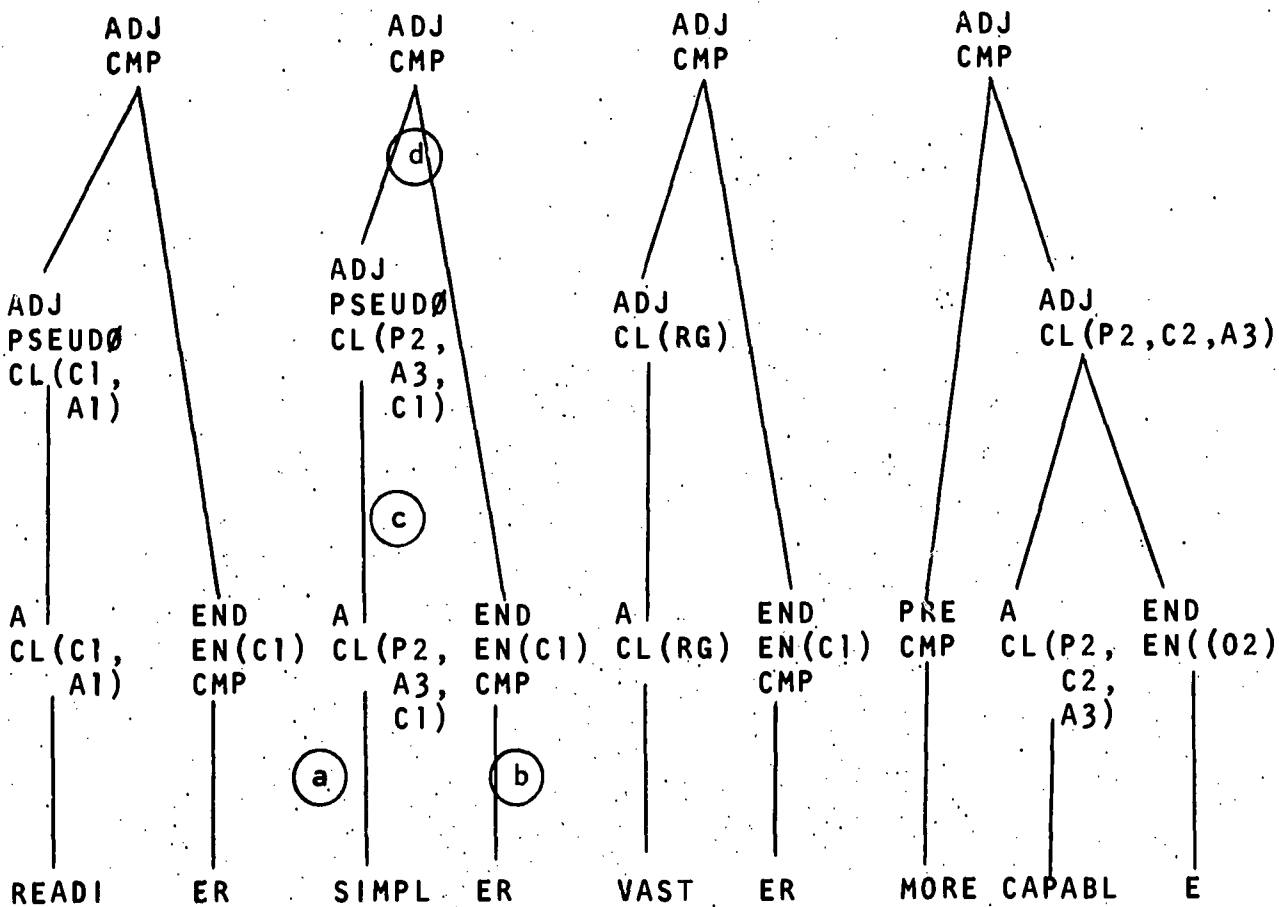 ADJ ADJ ADJ ADJ
CMP CMP CMP CMP
d
ADJ
PSEUDØ
CL(C1,
A1)
ADJ
PSEUDØ
CL(P2,
A3,
C1)
ADJ
CL(RG)
ADJ
CL(P2,C2,A3)
c
A
CL(C1,
A1)
END
EN(C1)
CMP
A
CL(P2,
A3,
C1)
END
EN(C1)
CMP
A
CL(RG)
END
EN(C1)
CMP
PRE
CMP
A
CL(P2,
C2,
A3)
END
EN((02)
a
b
READI ER SIMPL ER VAST ER MORE CAPABL E